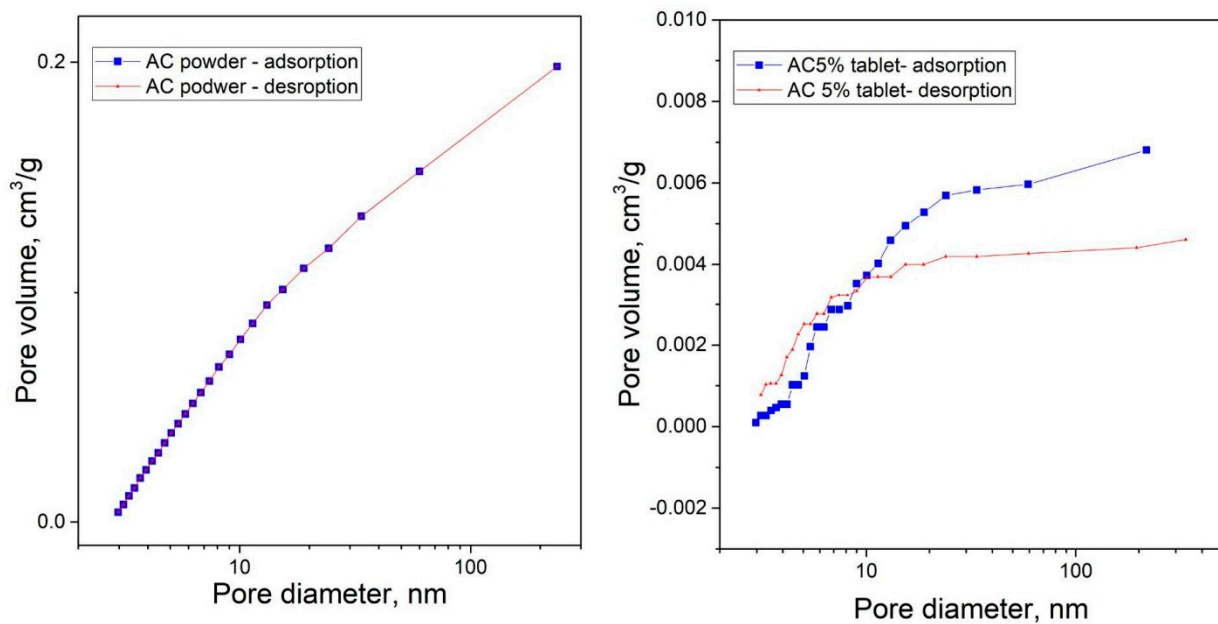 AC powder - adsorption
AC podwer - desroption
0.2
0.0
Pore volume, cm³/g
10
100
Pore diameter, nm
AC5% tablet- adsorption
AC 5% tablet- desorption
0.010
0.008
0.006
0.004
0.002
0.000
-0.002
Pore volume, cm³/g
10
100
Pore diameter, nm